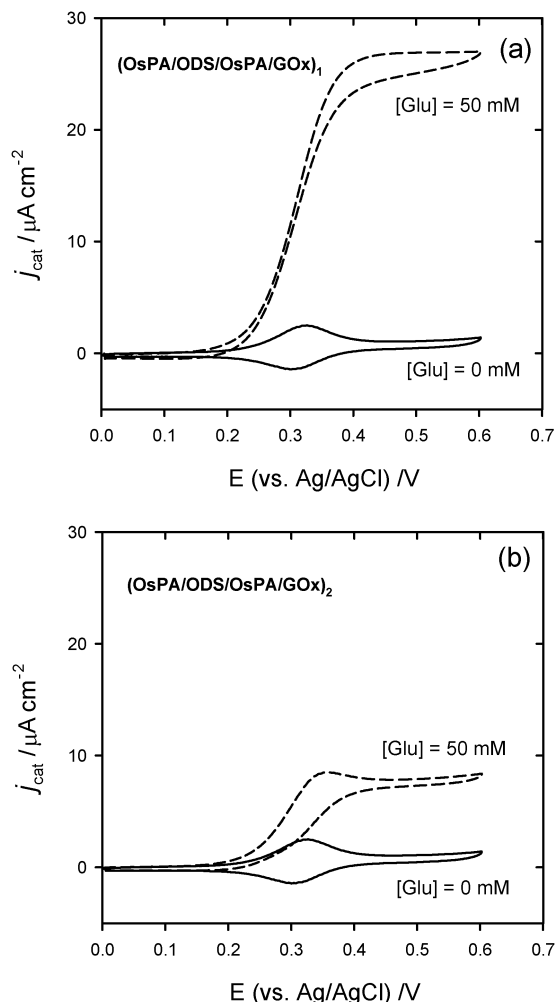 30
(a)
(OsPA/ODS/OsPA/GOx)1
[Glu] = 50 mM
20
jcat / µA cm-2
10
0
[Glu] = 0 mM
0.0 0.1 0.2 0.3 0.4 0.5 0.6 0.7
E (vs. Ag/AgCl) /V
30
(b)
(OsPA/ODS/OsPA/GOx)2
20
jcat / µA cm-2
[Glu] = 50 mM
10
0
[Glu] = 0 mM
0.0 0.1 0.2 0.3 0.4 0.5 0.6 0.7
E (vs. Ag/AgCl) /V